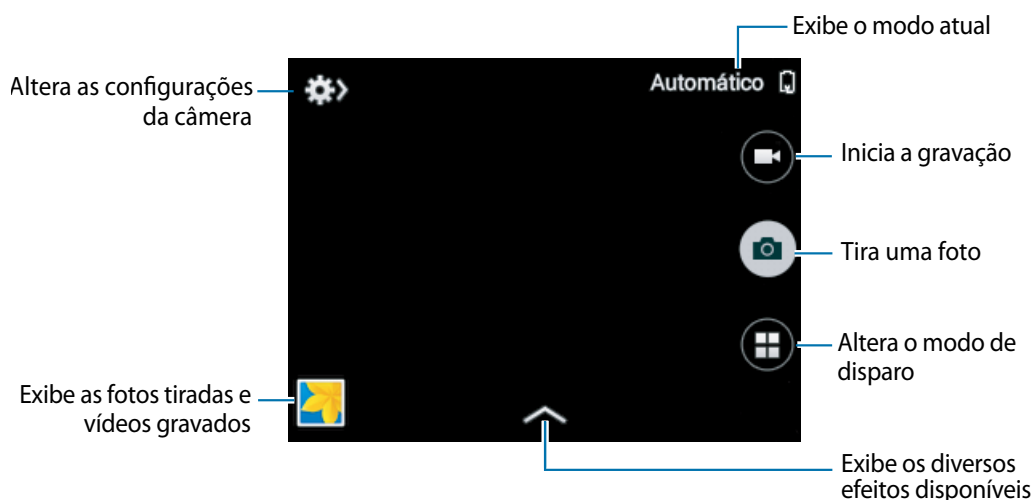 Exibe o modo atual
Altera as configurações
da câmera
Automático
Inicia a gravação
Tira uma foto
Altera o modo de
disparo
Exibe as fotos tiradas e
vídeos gravados
Exibe os diversos
efeitos disponíveis